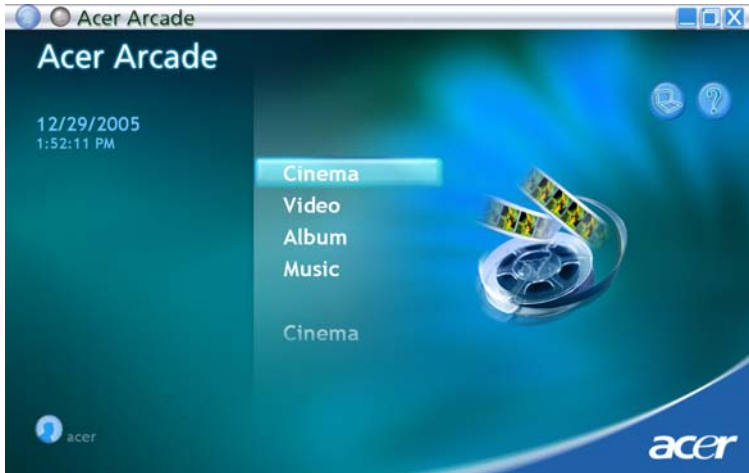 Acer Arcade
Acer Arcade
12/29/2005
1:52:11 PM
Cinema
Video
Album
Music
Cinema
acer
acer